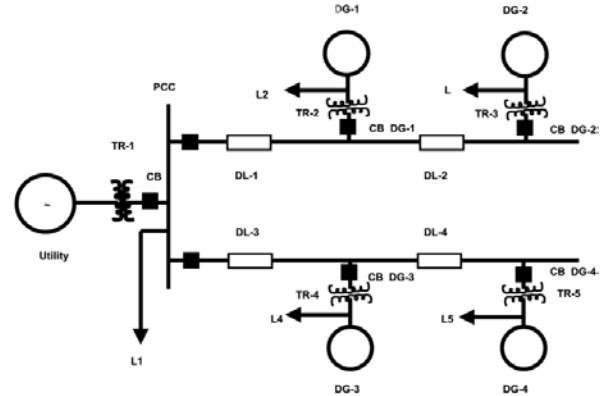 DG-1
DG-2
PCC
L2
L
TR-2
TR-3
CB DG-1
CB DG-2:
TR-1
CB
DL-1
DL-2
~
Utility
DL-3
DL-4
CB DG-3
CB DG-4-
TR-4
TR-5
L4
L5
L1
DG-3
DG-4